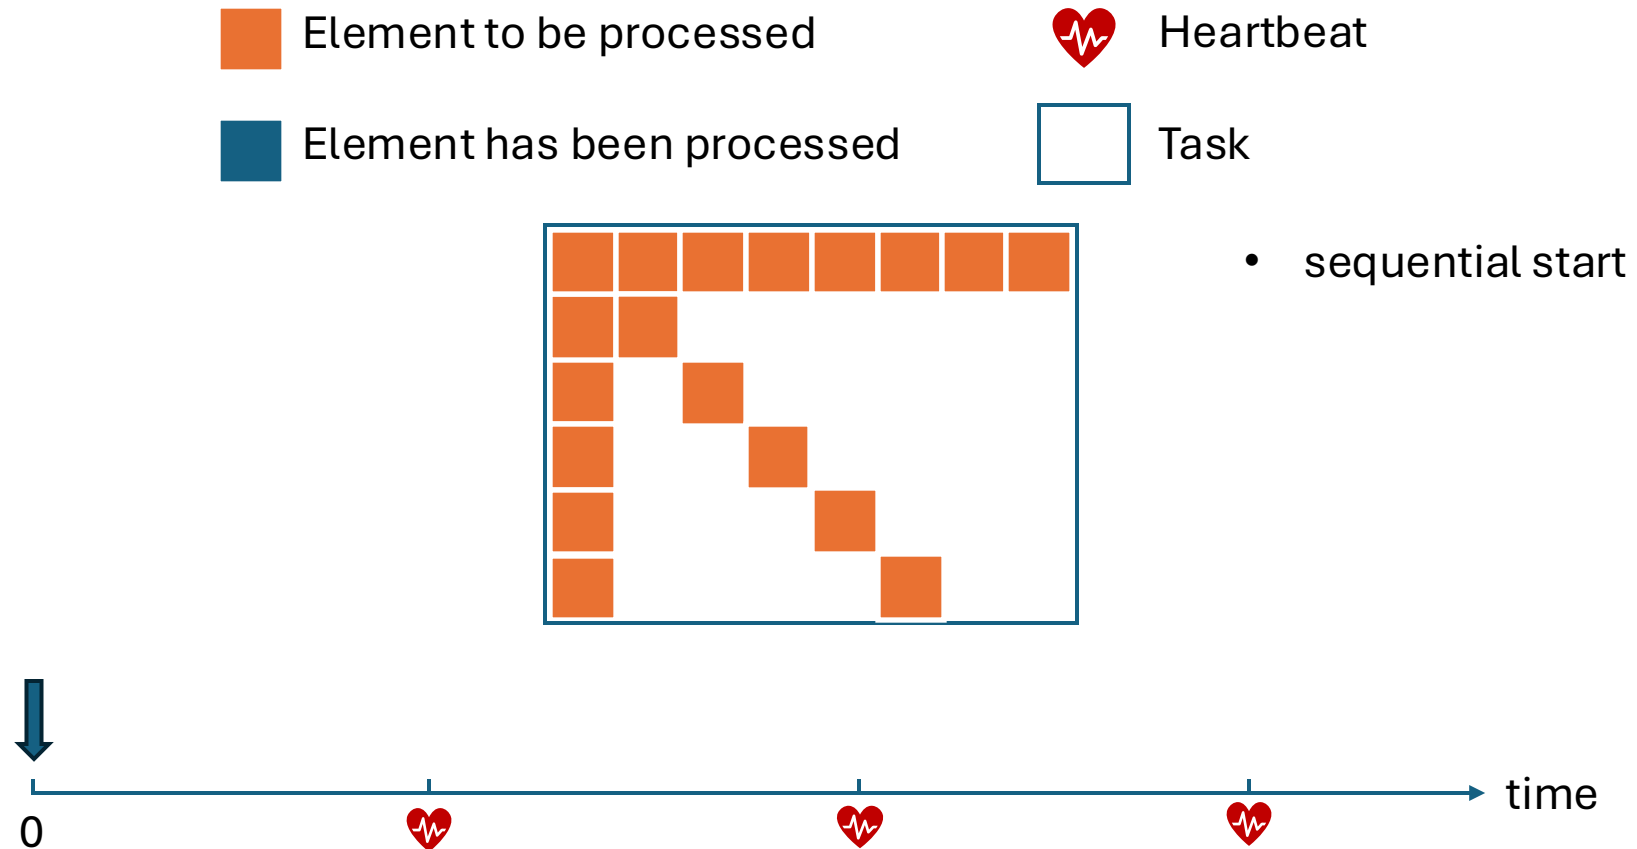 Element to be processed
Heartbeat
Element has been processed
Task
• sequential start
time
0